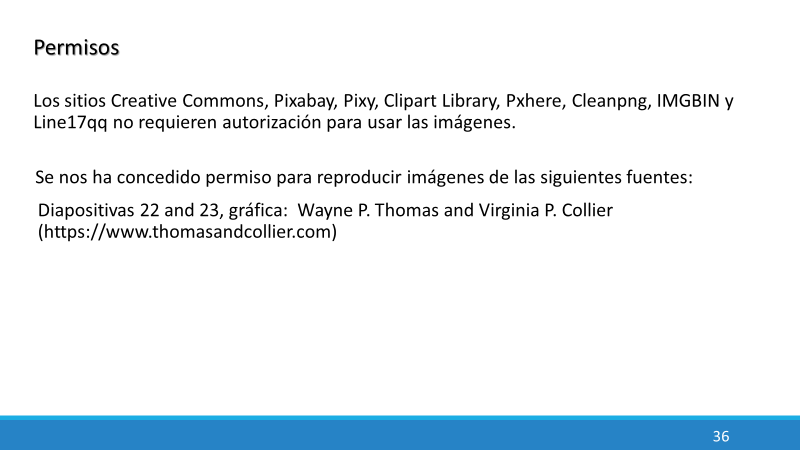 Permisos
Los sitios Creative Commons, Pixabay, Pixy, Clipart Library, Pxhere, Cleanpng, IMGBIN y
Line17qq no requieren autorización para usar las imágenes.
Se nos ha concedido permiso para reproducir imágenes de las siguientes fuentes:
Diapositivas 22 and 23, gráfica:  Wayne P. Thomas and Virginia P. Collier
(https://www.thomasandcollier.com)
36